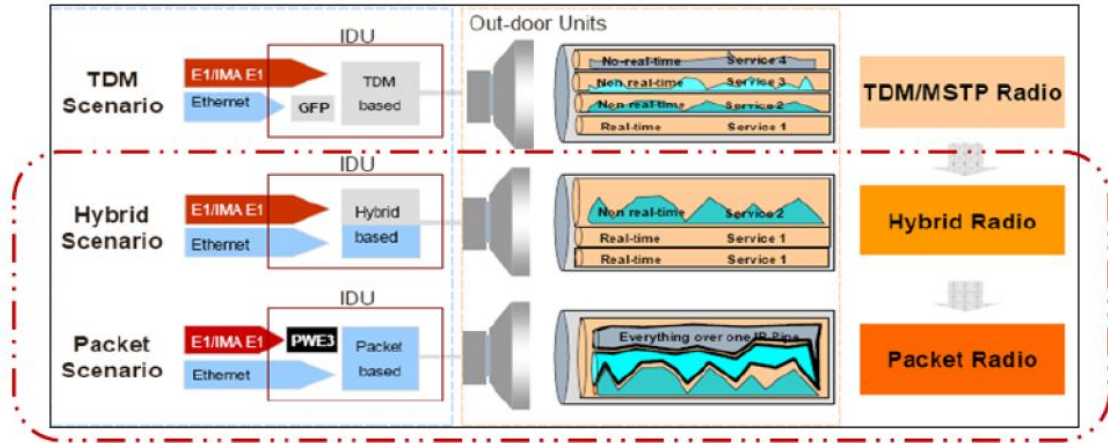 Out-door Units
IDU
TDM
Scenario
E1/IMA E1
Ethernet
GFP
TDM
based
No-real-time Service 4
Non real-time Service 3
Non real-time Service 2
Real-time Service 1
TDM/MSTP Radio
IDU
Hybrid
Scenario
E1/IMA E1
Ethernet
Hybrid
based
Non real-time Service 2
Real-time Service 1
Real-time Service 1
Hybrid Radio
IDU
Packet
Scenario
E1/IMA E1
Ethernet
PWE3
Packet
based
Everything over one IP Pipe
Packet Radio